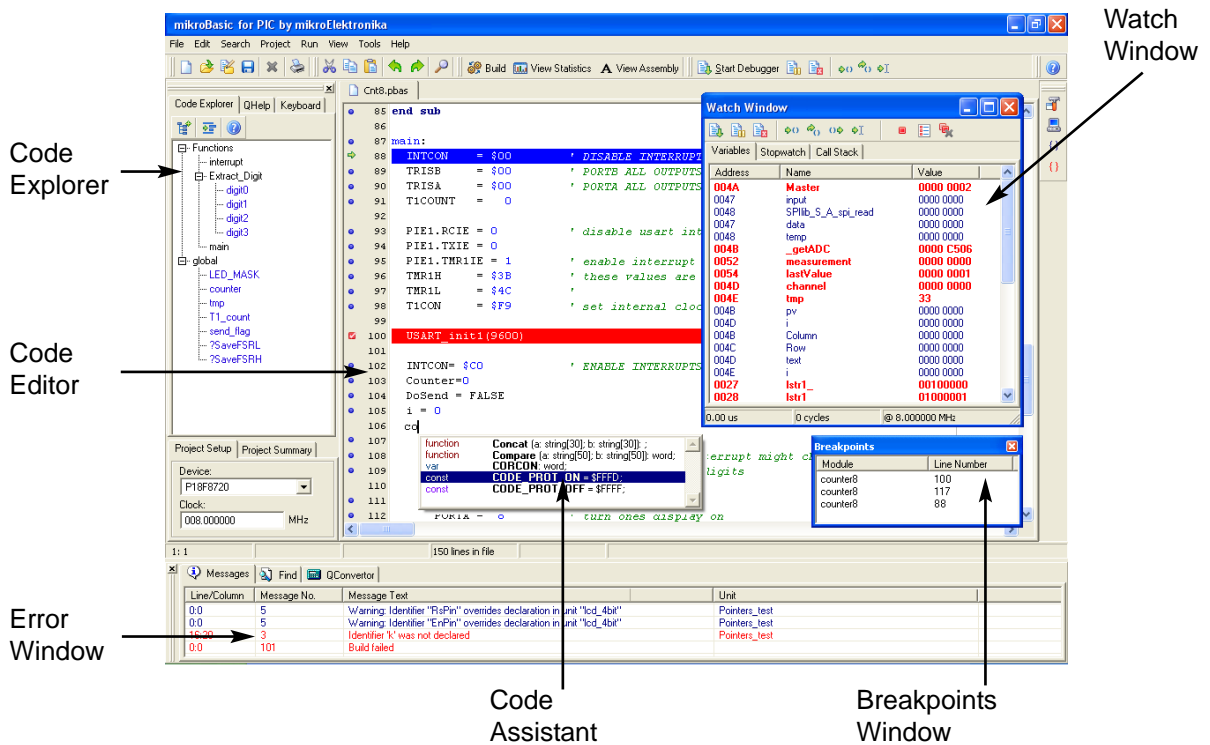 mikroBasic for PIC by mikroElektronika
File Edit Search Project Run View Tools Help
Build View Statistics A View Assembly Start Debugger
Watch
Window
Code Explorer QHelp Keyboard
Functions
interrupt
Extract_Digit
digit0
digit1
digit2
digit3
main
global
LED_MASK
counter
tmp
T1_count
send_flag
?SaveFSRL
?SaveFSRH
Code
Explorer
Code
Editor
Project Setup Project Summary
Device:
P18F8720
Clock:
008.000000 MHz
Cnt8.pbas
85 end sub
86
87 main:
88 INTCON = $00 ' DISABLE INTERRUPT
89 TRISB = $00 ' PORTB ALL OUTPUTS
90 TRISA = $00 ' PORTA ALL OUTPUTS
91 T1COUNT = 0
92
93 PIE1.RCIE = 0 ' disable usart int
94 PIE1.TXIE = 0
95 PIE1.TMR1IE = 1 ' enable interrupt
96 TMR1H = $3B ' these values are
97 TMR1L = $4C '
98 T1CON = $F9 ' set internal cloc
99
100 USART_init1(9600)
101
102 INTCON= $C0 ' ENABLE INTERRUPTS
103 Counter=0
104 DoSend = FALSE
105 i = 0
106 co
107
108 errupt might ch
109 digits
110
111
112 PORTA = 0 ' turn ones display on
function Concat (a: string[30]; b: string[30]): ;
function Compare (a: string[50]; b: string[50]): word;
var CORCON: word;
const CODE_PROT_ON = $FFFD;
const CODE_PROT_OFF = $FFFF;
Watch Window
Variables Stopwatch Call Stack
Address Name Value
004A Master 0000 0002
0047 input 0000 0000
0048 SPIlib_S_A_spi_read 0000 0000
0047 data 0000 0000
0048 temp 0000 0000
004B _getADC 0000 C506
0052 measurement 0000 0000
0054 lastValue 0000 0001
004D channel 0000 0000
004E tmp 33
004B pv 0000 0000
004D i 0000 0000
004B Column 0000 0000
004C Row 0000 0000
004D text 0000 0000
004E i 0000 0000
0027 lstr1_ 00100000
0028 lstr1 01000001
0.00 us 0 cycles @ 8.000000 MHz
Breakpoints
Module Line Number
counter8 100
counter8 117
counter8 88
1: 1 150 lines in file
Messages Find QConvertor
Line/Column Message No. Message Text Unit
0:0 5 Warning: Identifier "RsPin" overrides declaration in unit "lcd_4bit" Pointers_test
0:0 5 Warning: Identifier "EnPin" overrides declaration in unit "lcd_4bit" Pointers_test
3 Identifier 'k' was not declared Pointers_test
0:0 101 Build failed
Error
Window
Code
Assistant
Breakpoints
Window